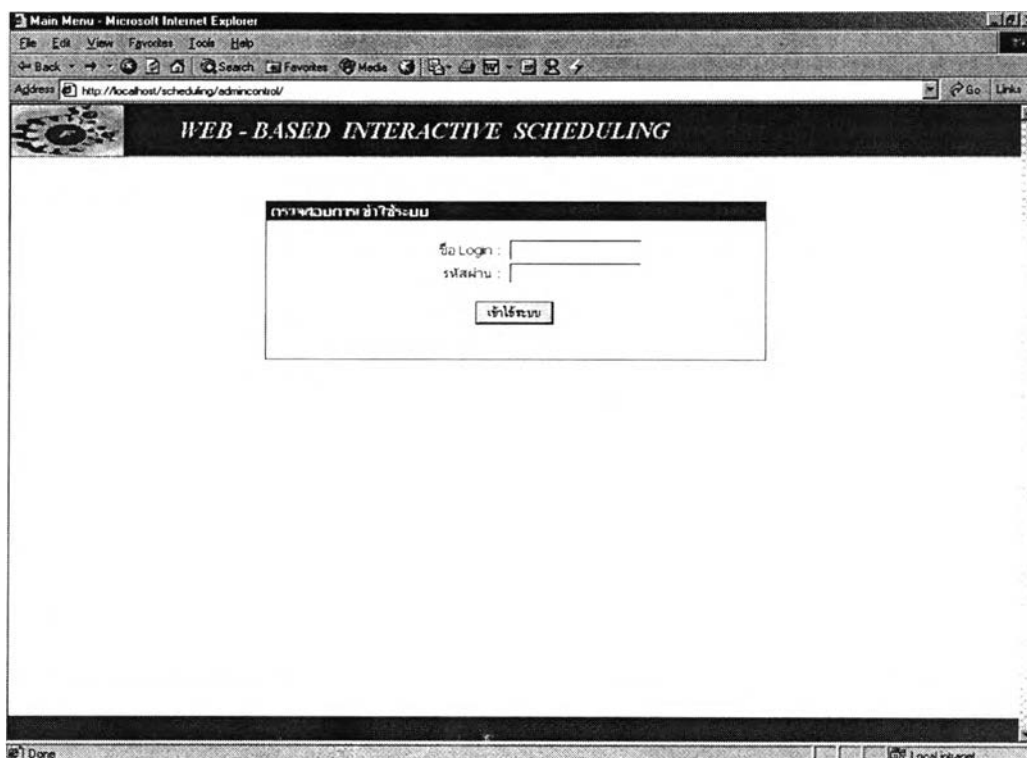 Main Menu - Microsoft Internet Explorer
File Edit View Favorites Tools Help
Back Search Favorites Media
Address http://localhost/scheduling/admincontrol/ Go Links
WEB - BASED INTERACTIVE SCHEDULING
ตรวจสอบการเข้าใช้ระบบ
ชื่อ Login :
รหัสผ่าน :
เข้าใช้ระบบ
Done Local intranet